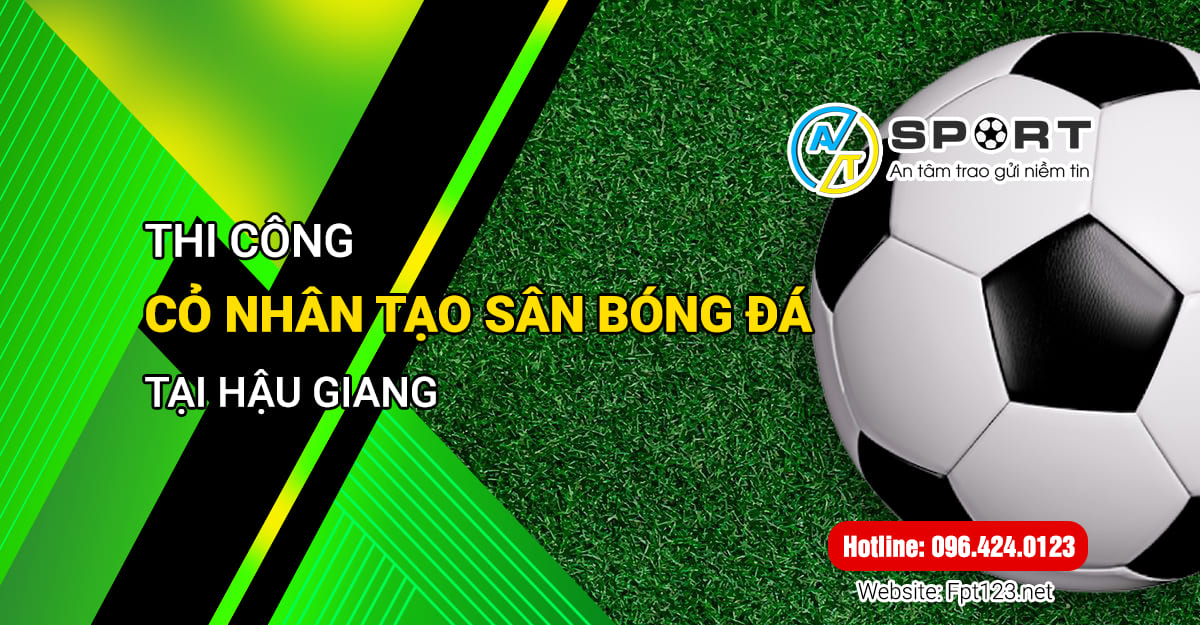 AVT SPORT
An tâm trao gửi niềm tin
THI CÔNG
CỎ NHÂN TẠO SÂN BÓNG ĐÁ
TẠI HẬU GIANG
Hotline: 096.424.0123
Website: Fpt123.net